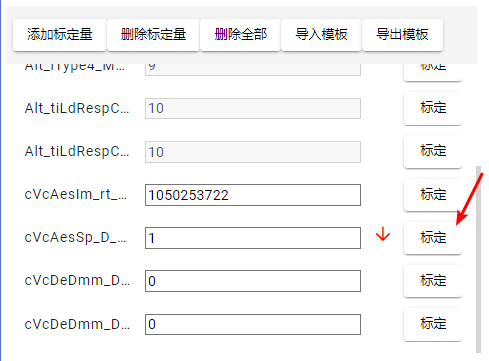 添加标定量 删除标定量 删除全部 导入模板 导出模板
Alt_rType4_M... 9 标定
Alt_tiLdRespC... 10 标定
Alt_tiLdRespC... 10 标定
cVcAesIm_rt_... 1050253722 标定
cVcAesSp_D_... 1 标定
cVcDeDmm_D... 0 标定
cVcDeDmm_D... 0 标定